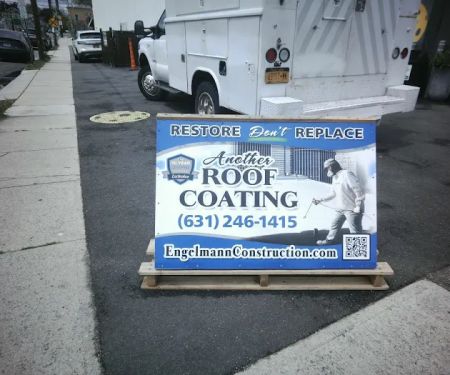 RESTORE Don't REPLACE
Another
ROOF
COATING
(631) 246-1415
EngelmannConstruction.com